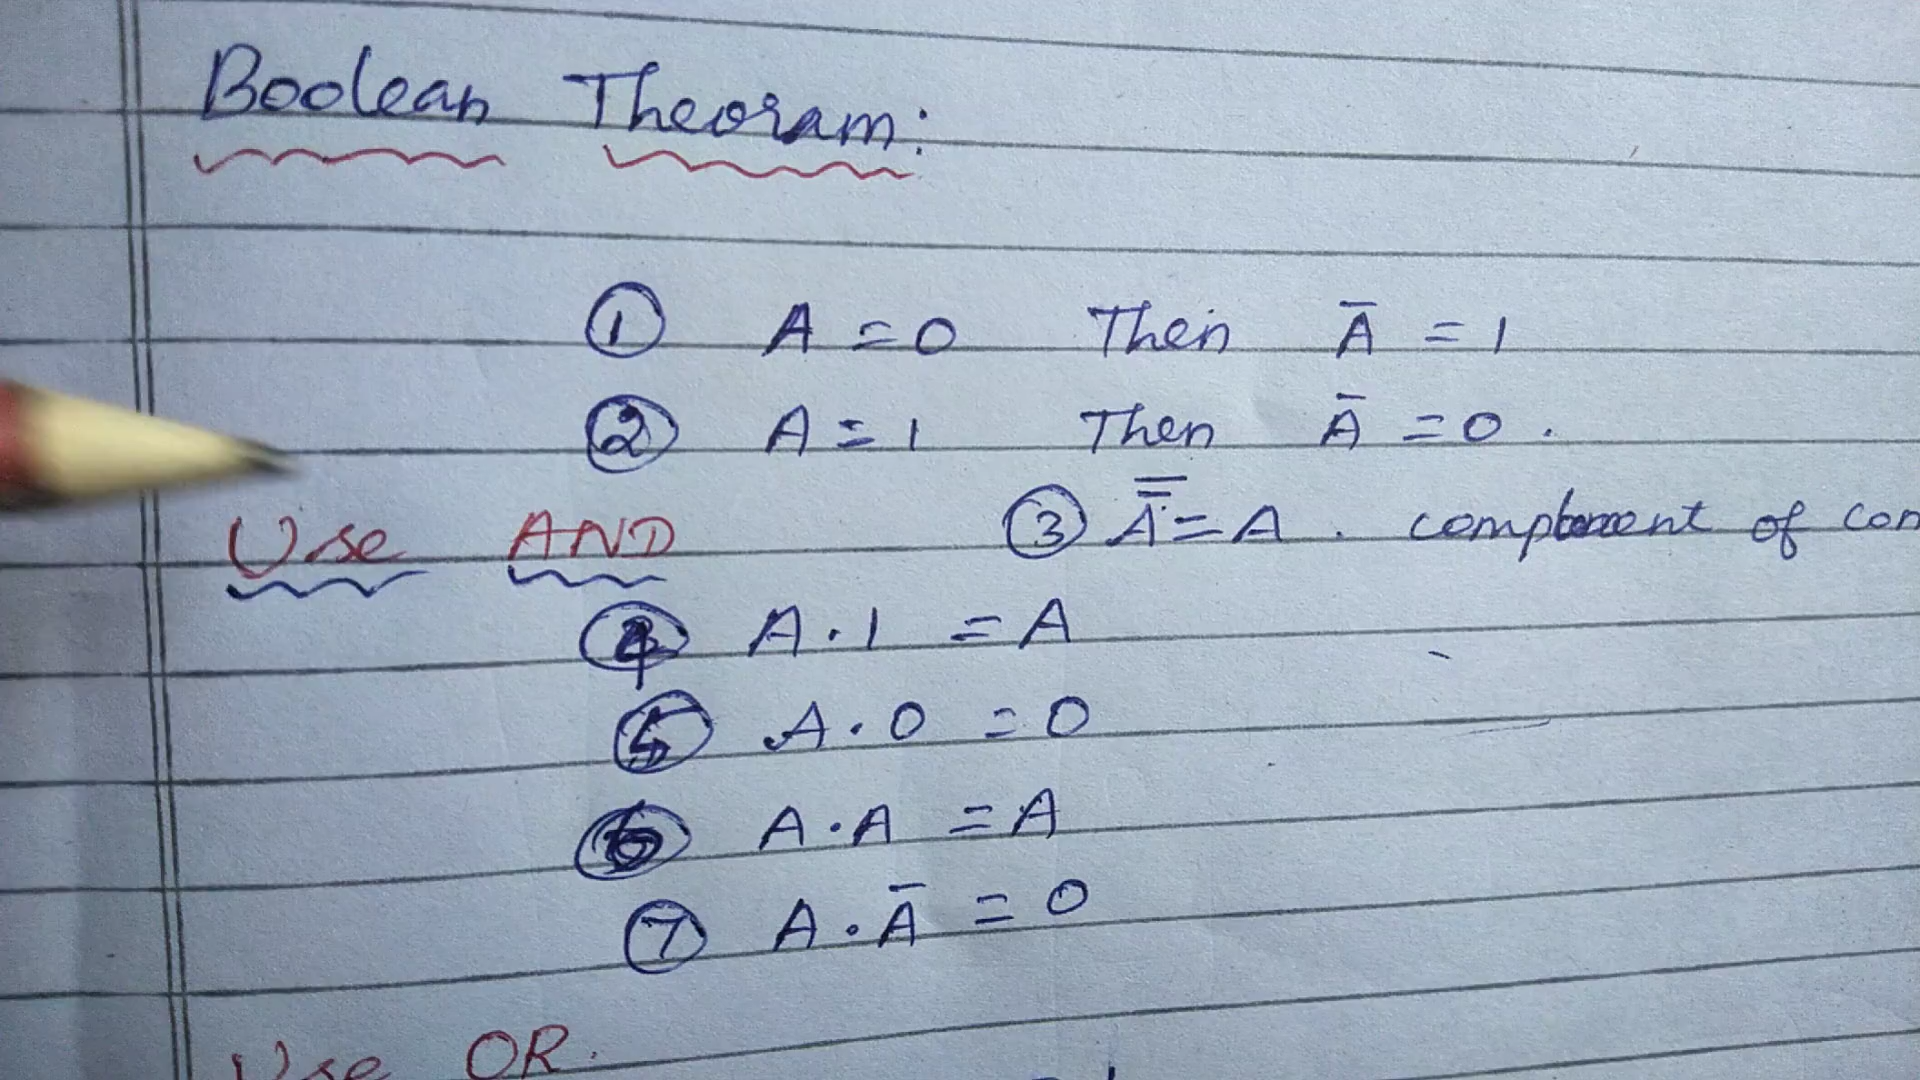 Boolean Theoram:
① A = 0 Then A̅ = 1
② A = 1 Then A̅ = 0 .
③ A̿ = A . complement of com
Use AND
④ A . 1 = A
⑤ A . 0 = 0
⑥ A . A = A
⑦ A . A̅ = 0
Use OR.